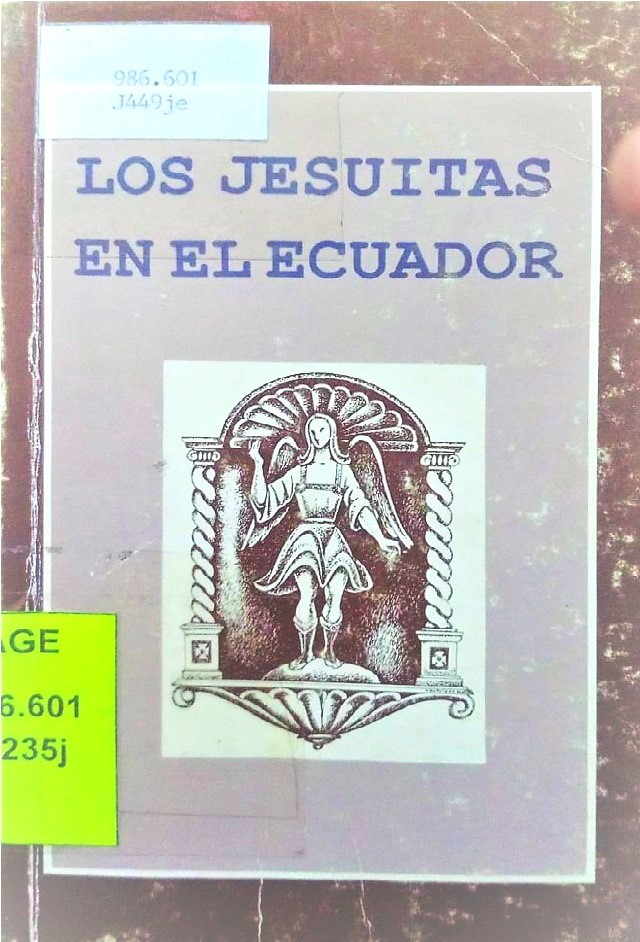 986.601
J449je
LOS JESUITAS
EN EL ECUADOR
AGE
6.601
235j